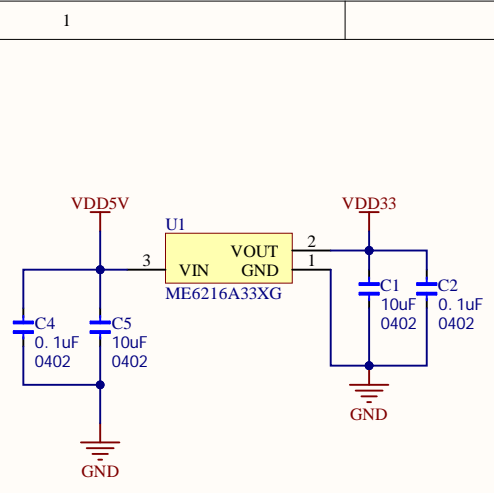 1
VDD5V
VDD33
U1
2
VOUT
3
1
VIN
GND
ME6216A33XG
C1
10uF
0402
C2
0. 1uF
0402
C4
0. 1uF
0402
C5
10uF
0402
GND
GND